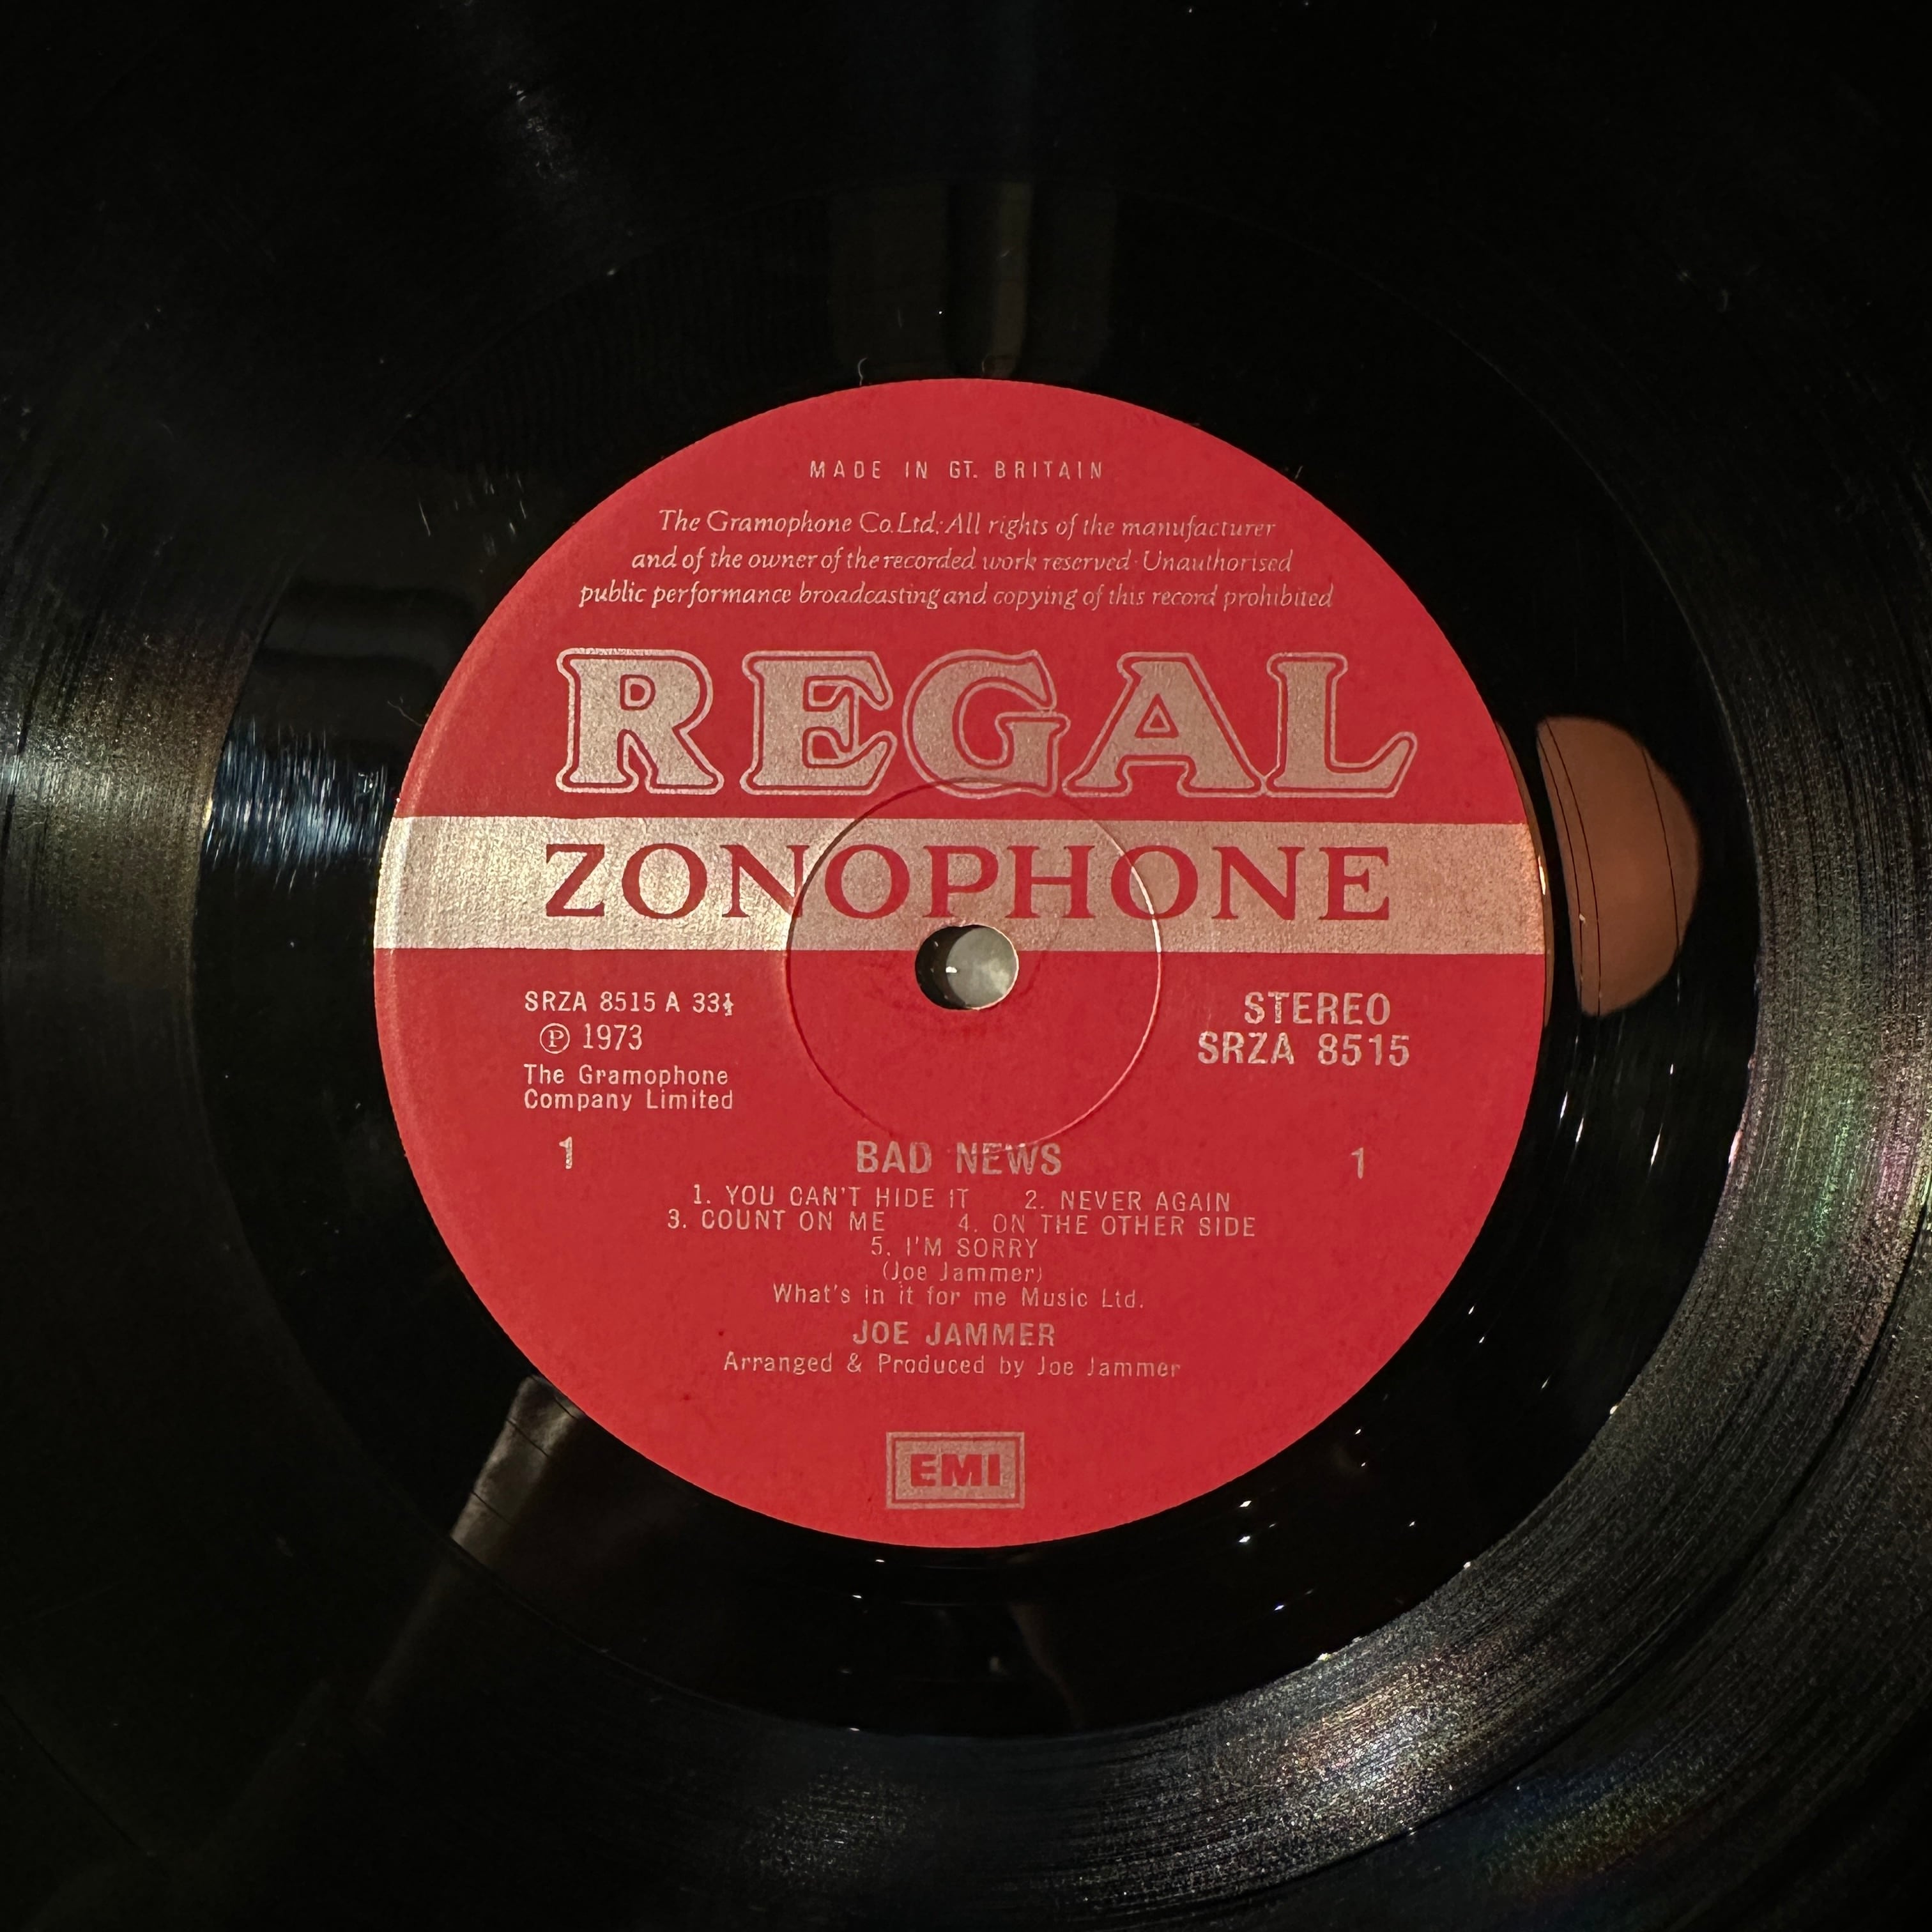 MADE IN GT. BRITAIN
The Gramophone Co.Ltd.·All rights of the manufacturer
and of the owner of the recorded work reserved·Unauthorised
public performance broadcasting and copying of this record prohibited
REGAL
ZONOPHONE
SRZA 8515 A 33⅓
℗ 1973
The Gramophone
Company Limited
STEREO
SRZA 8515
1 BAD NEWS 1
1. YOU CAN'T HIDE IT 2. NEVER AGAIN
3. COUNT ON ME 4. ON THE OTHER SIDE
5. I'M SORRY
(Joe Jammer)
What's in it for me Music Ltd.
JOE JAMMER
Arranged & Produced by Joe Jammer
EMI